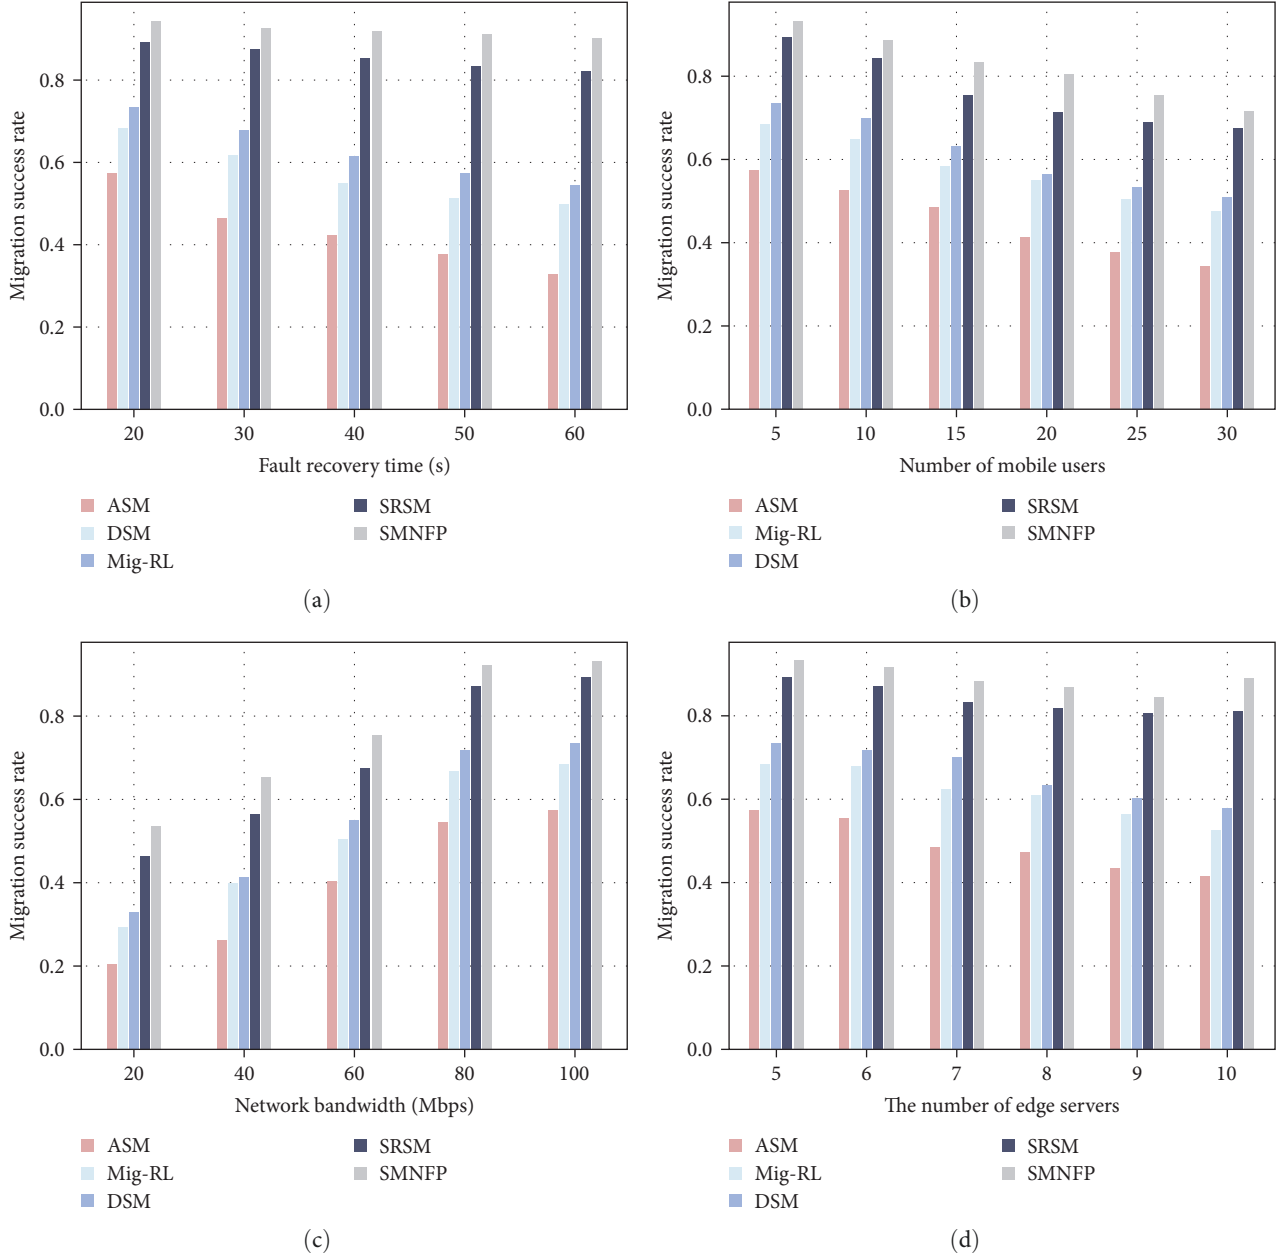 Migration success rate
0.8
0.6
0.4
0.2
0.0
20 30 40 50 60
Fault recovery time (s)
ASM
DSM
Mig-RL
SRSM
SMNFP
(a)
Migration success rate
0.8
0.6
0.4
0.2
0.0
5 10 15 20 25 30
Number of mobile users
ASM
Mig-RL
DSM
SRSM
SMNFP
(b)
Migration success rate
0.8
0.6
0.4
0.2
0.0
20 40 60 80 100
Network bandwidth (Mbps)
ASM
Mig-RL
DSM
SRSM
SMNFP
(c)
Migration success rate
0.8
0.6
0.4
0.2
0.0
5 6 7 8 9 10
The number of edge servers
ASM
Mig-RL
DSM
SRSM
SMNFP
(d)